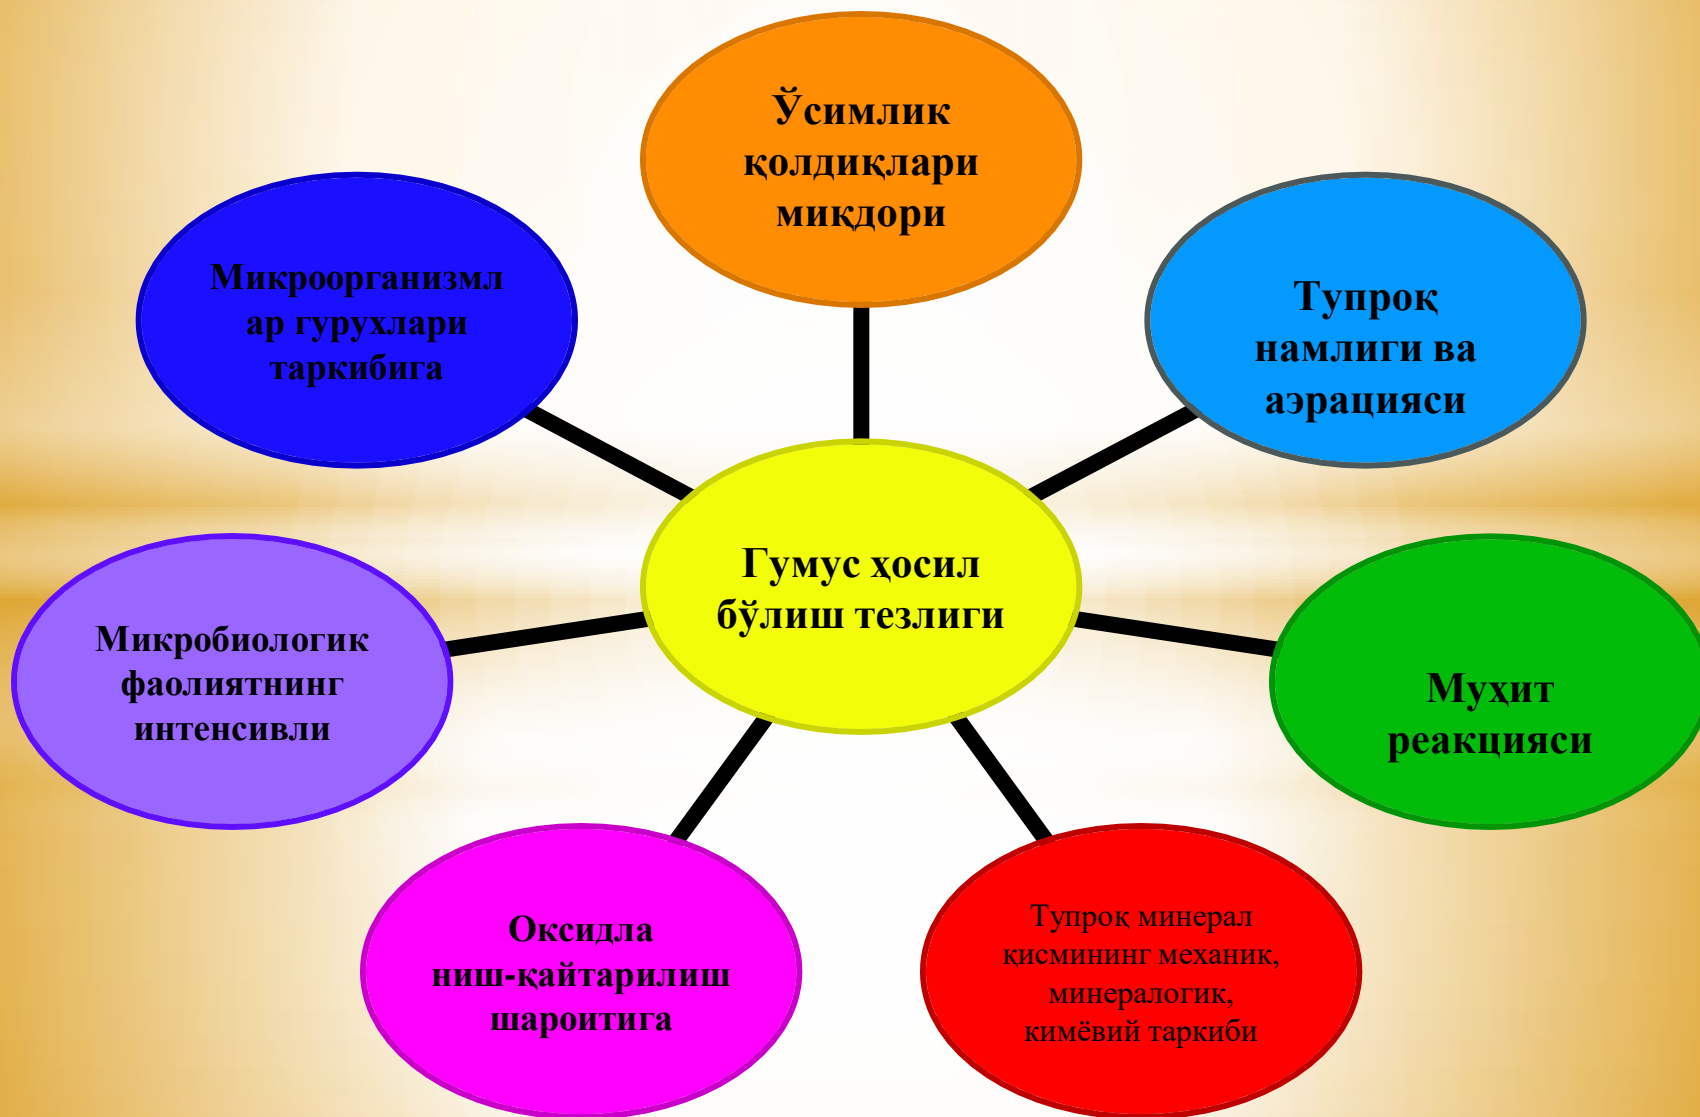 Ўсимлик
қолдиқлари
миқдори
Тупроқ
намлиги ва
аэрацияси
Муҳит
реакцияси
Тупроқ минерал
қисмининг механик,
минералогик,
кимёвий таркиби
Оксидла
ниш-қайтарилиш
шароитига
Микробиологик
фаолиятнинг
интенсивли
Микроорганизмл
ар гурухлари
таркибига
Гумус ҳосил
бўлиш тезлиги